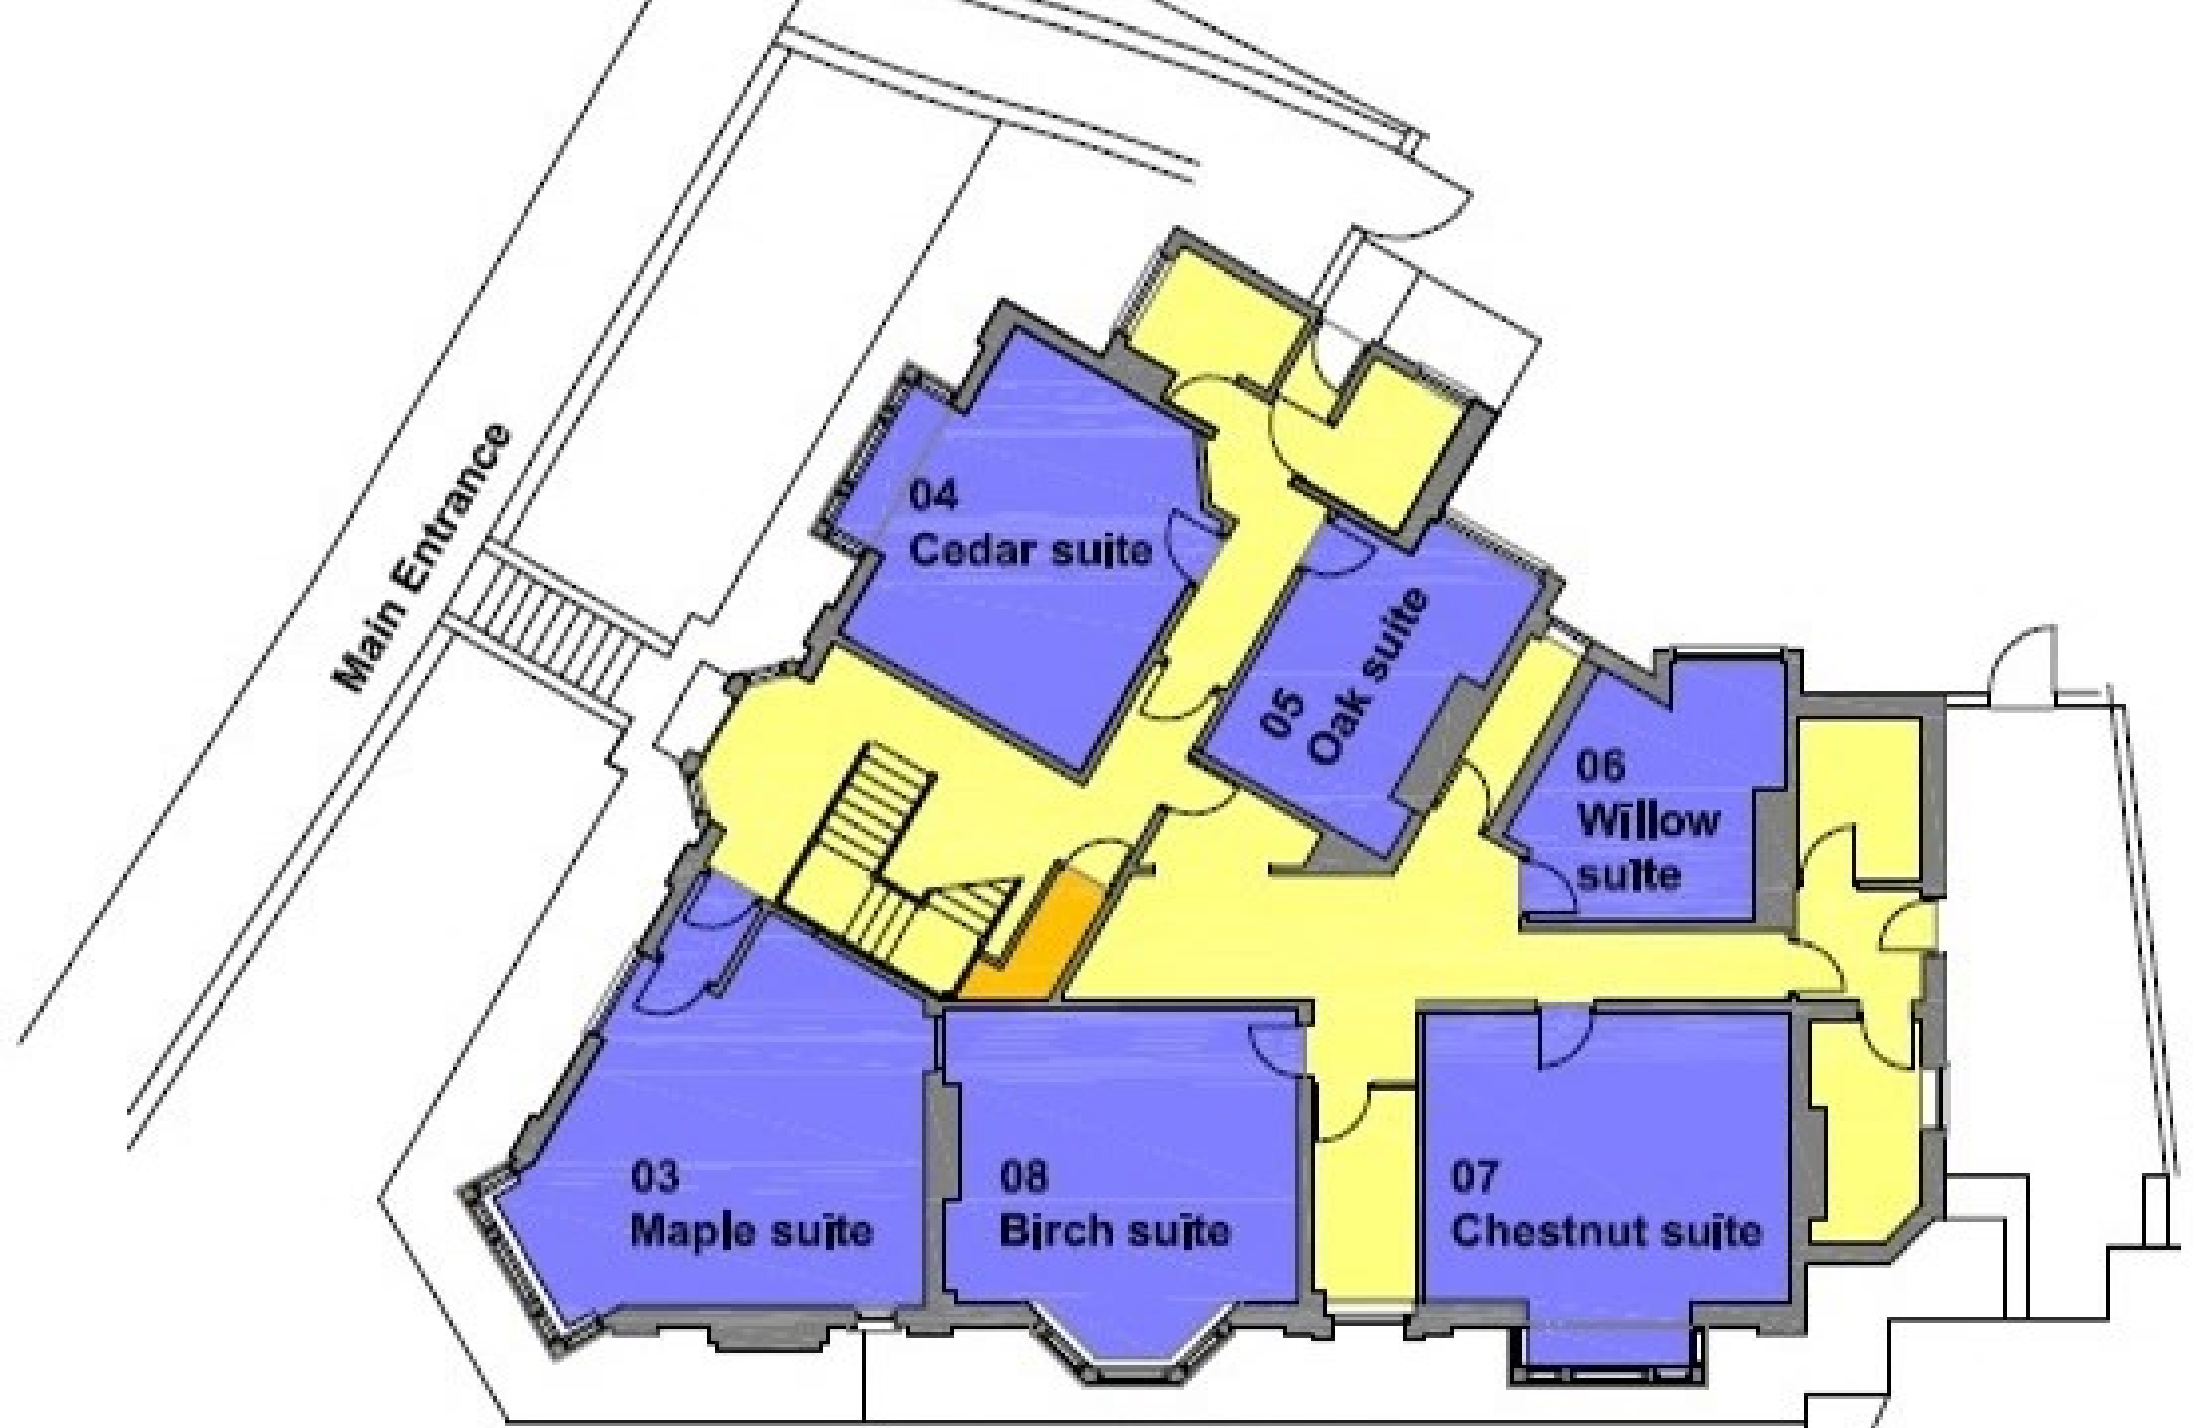 Main Entrance
04
Cedar suite
05
Oak suite
06
Willow
suite
03
Maple suite
08
Birch suite
07
Chestnut suite